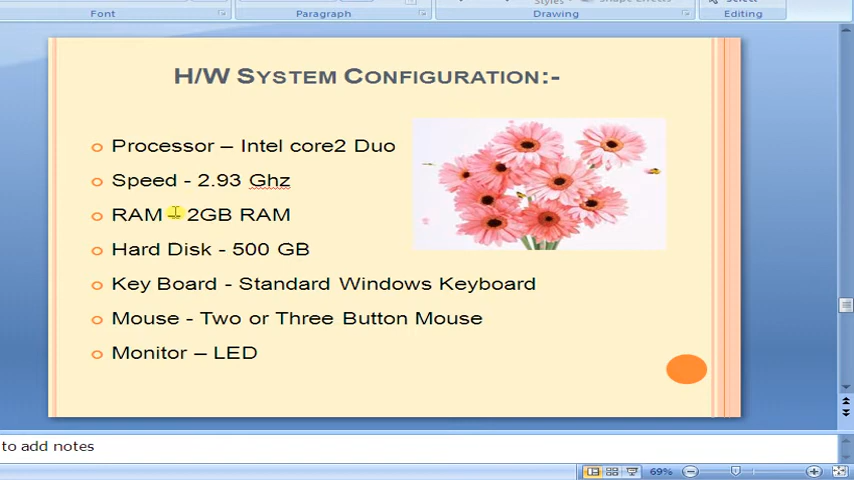 Font
Paragraph
Drawing
Editing
H/W SYSTEM CONFIGURATION:-
Processor – Intel core2 Duo
Speed - 2.93 Ghz
RAM - 2GB RAM
Hard Disk - 500 GB
Key Board - Standard Windows Keyboard
Mouse - Two or Three Button Mouse
Monitor – LED
to add notes
69%